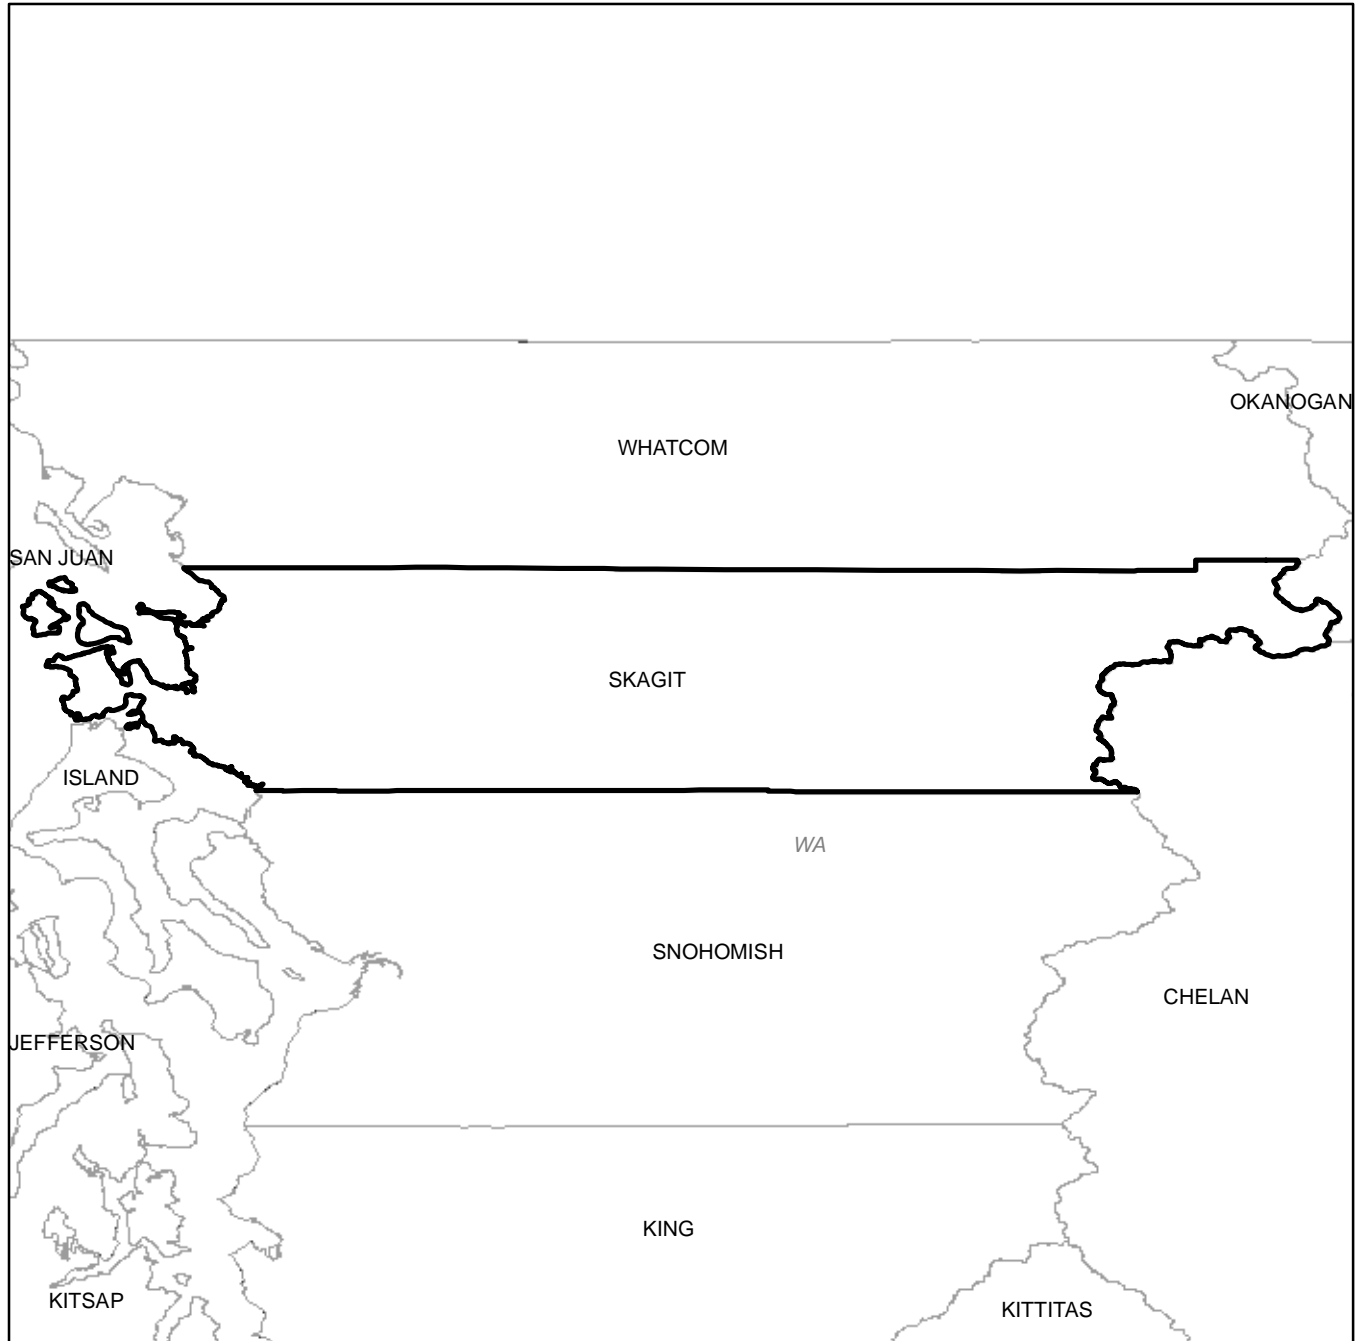 OKANOGAN
WHATCOM
SAN JUAN
SKAGIT
ISLAND
WA
SNOHOMISH
CHELAN
JEFFERSON
KING
KITSAP
KITTITAS